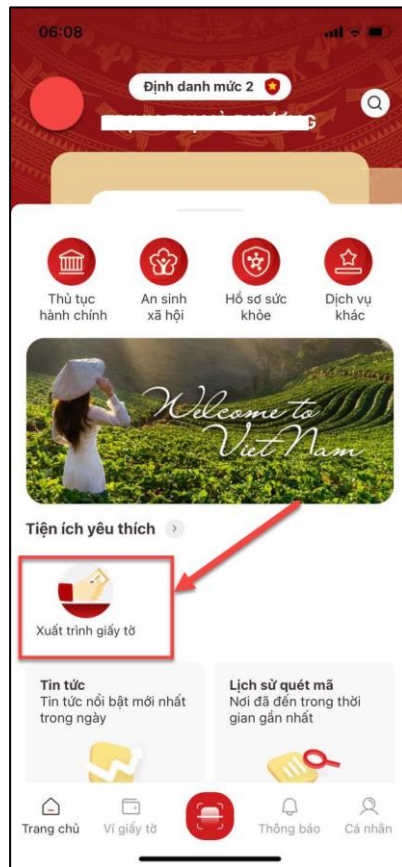 06:08
Định danh mức 2
Thủ tục
hành chính
An sinh
xã hội
Hồ sơ sức
khỏe
Dịch vụ
khác
Welcome to
Viet Nam
Tiện ích yêu thích
Xuất trình giấy tờ
Tin tức
Tin tức nổi bật mới nhất
trong ngày
Lịch sử quét mã
Nơi đã đến trong thời
gian gần nhất
Trang chủ
Ví giấy tờ
Thông báo
Cá nhân